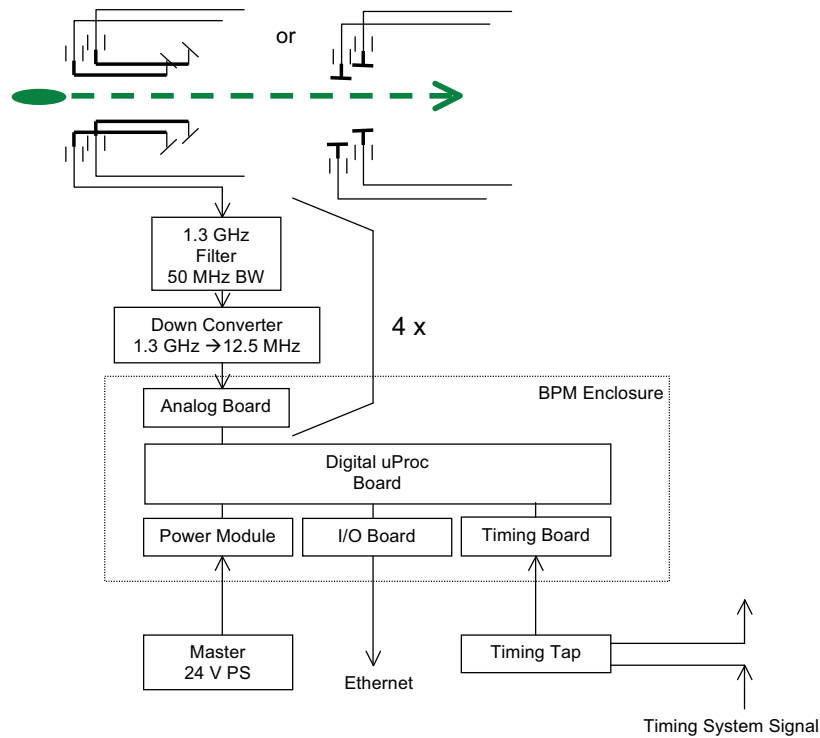 or
1.3 GHz
Filter
50 MHz BW
Down Converter
1.3 GHz →12.5 MHz
4 x
BPM Enclosure
Analog Board
Digital uProc
Board
Power Module
I/O Board
Timing Board
Master
24 V PS
Ethernet
Timing Tap
Timing System Signal